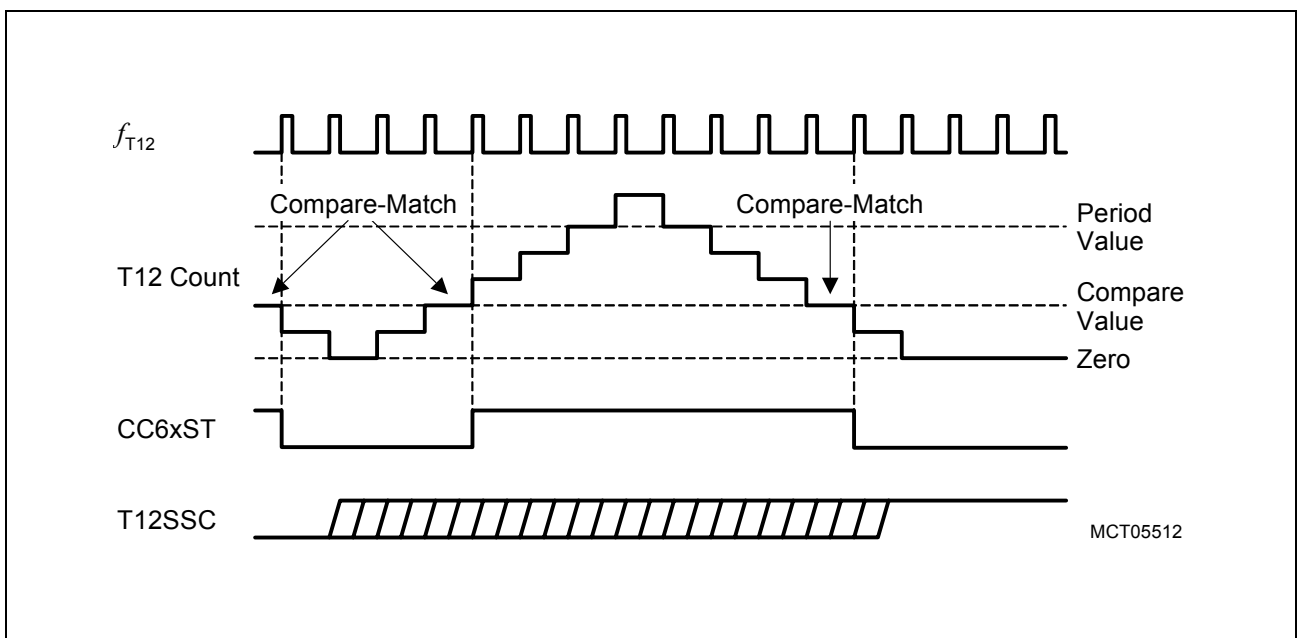 fT12
Compare-Match
Compare-Match
Period
Value
T12 Count
Compare
Value
Zero
CC6xST
T12SSC
MCT05512